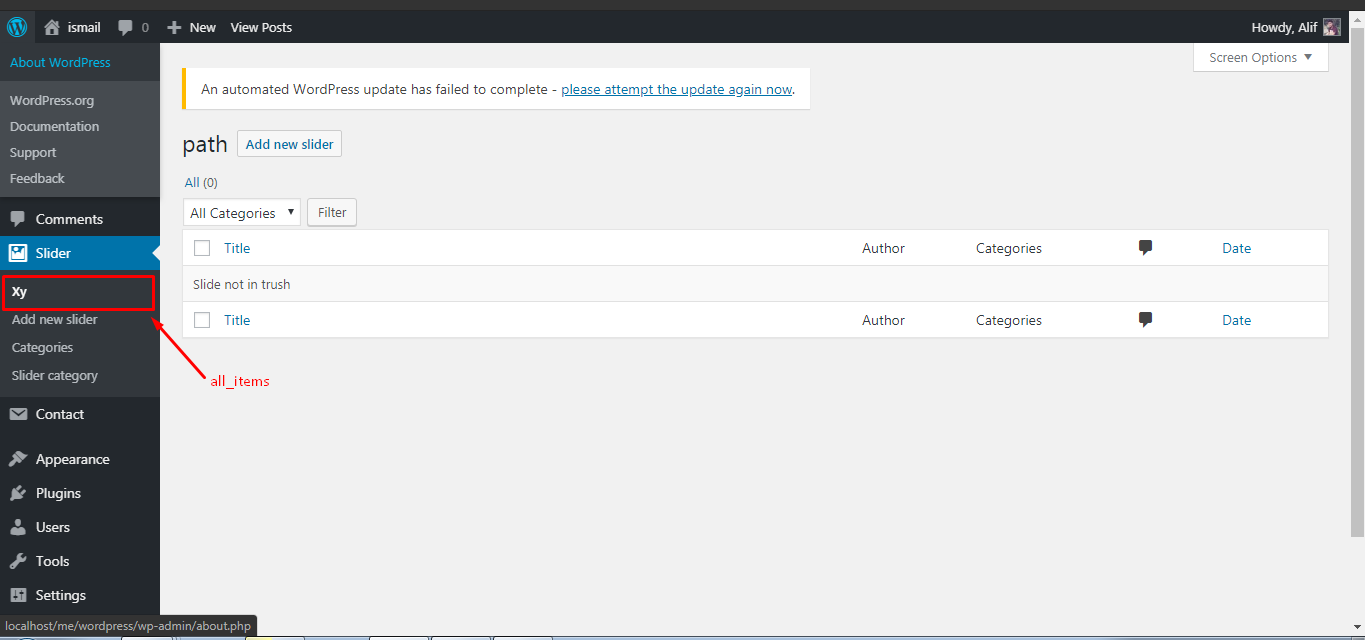 ismail 0 New View Posts Howdy, Alif
About WordPress
WordPress.org
Documentation
Support
Feedback
Comments
Slider
Xy
Add new slider
Categories
Slider category
Contact
Appearance
Plugins
Users
Tools
Settings
localhost/me/wordpress/wp-admin/about.php
Screen Options
An automated WordPress update has failed to complete - please attempt the update again now.
path Add new slider
All (0)
All Categories Filter
Title Author Categories Date
Slide not in trush
Title Author Categories Date
all_items